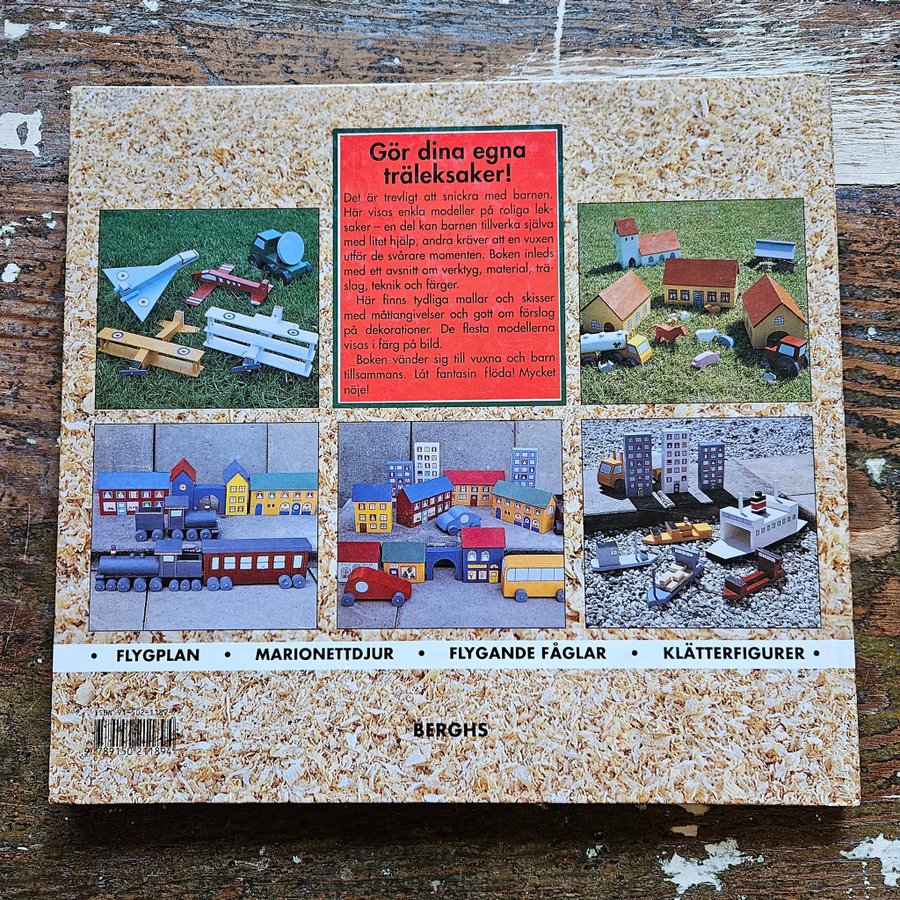 Gör dina egna
träleksaker!
Det är trevligt att snickra med barnen.
Här visas enkla modeller på roliga lek-
saker – en del kan barnen tillverka själva
med litet hjälp, andra kräver att en vuxen
utför de svårare momenten. Boken inleds
med ett avsnitt om verktyg, material, trä-
slag, teknik och färger.
Här finns tydliga mallar och skisser
med måttangivelser och gott om förslag
på dekorationer. De flesta modellerna
visas i färg på bild.
Boken vänder sig till vuxna och barn
tillsammans. Låt fantasin flöda! Mycket
nöje!
• FLYGPLAN • MARIONETTDJUR • FLYGANDE FÅGLAR • KLÄTTERFIGURER •
ISBN
BERGHS